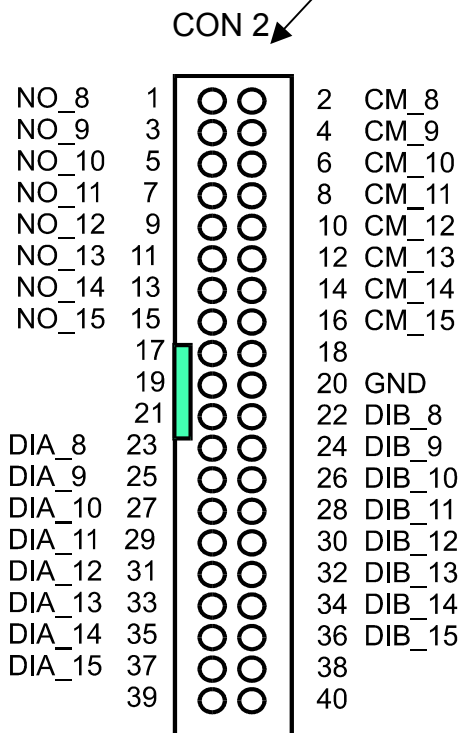 CON 2
NO_8 1 2 CM_8
NO_9 3 4 CM_9
NO_10 5 6 CM_10
NO_11 7 8 CM_11
NO_12 9 10 CM_12
NO_13 11 12 CM_13
NO_14 13 14 CM_14
NO_15 15 16 CM_15
17 18
19 20 GND
21 22 DIB_8
DIA_8 23 24 DIB_9
DIA_9 25 26 DIB_10
DIA_10 27 28 DIB_11
DIA_11 29 30 DIB_12
DIA_12 31 32 DIB_13
DIA_13 33 34 DIB_14
DIA_14 35 36 DIB_15
DIA_15 37 38
39 40